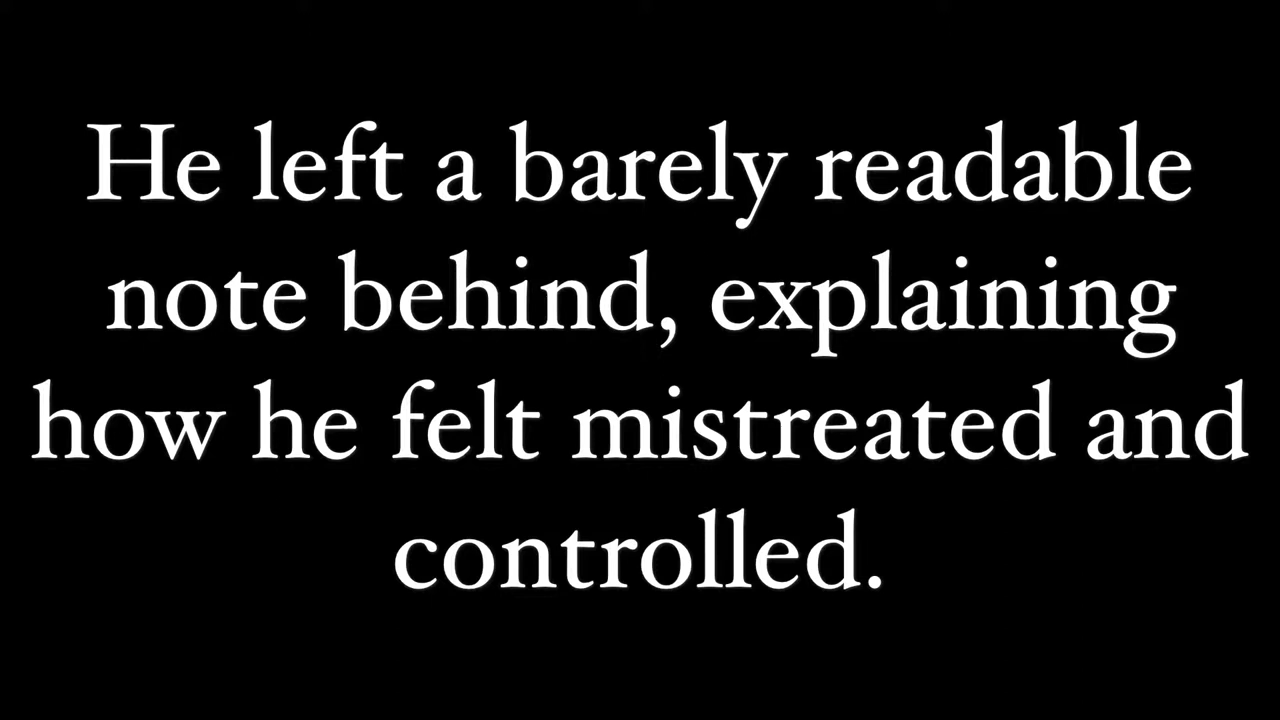 He left a barely readable
note behind, explaining
how he felt mistreated and
controlled.